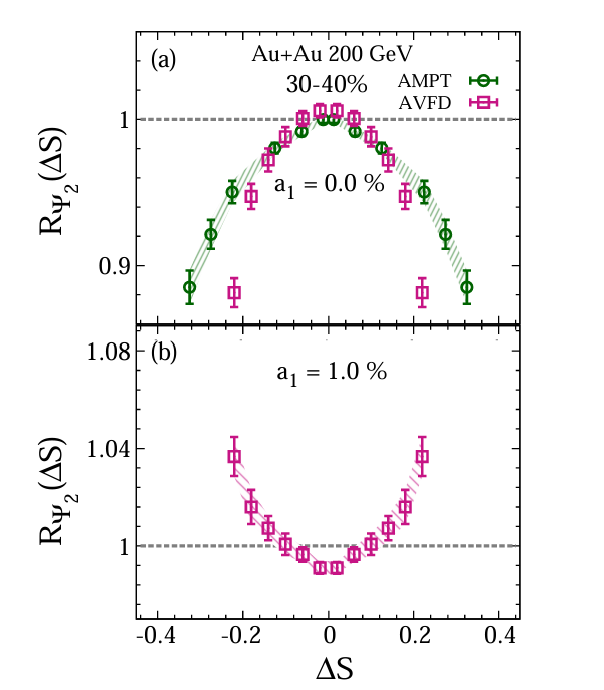 (a)
Au+Au 200 GeV
30-40%
AMPT
AVFD
1
a1 = 0.0 %
0.9
RΨ2(ΔS)
(b)
1.08
a1 = 1.0 %
1.04
1
RΨ2(ΔS)
-0.4 -0.2 0 0.2 0.4
ΔS